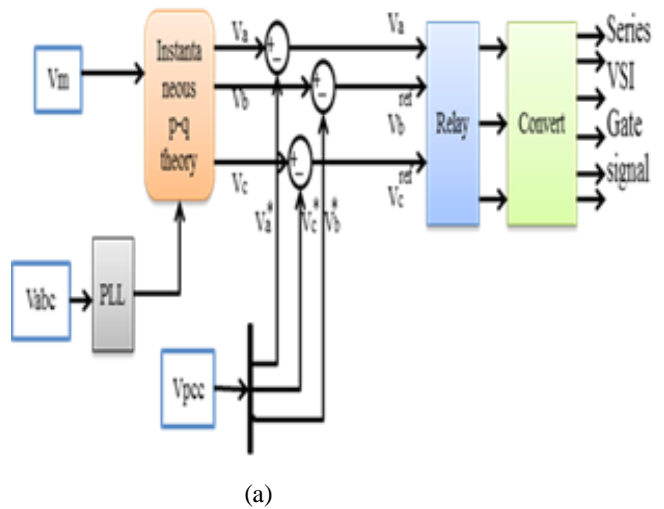 Vm
Instanta
neous
p-q
theory
Va
Vb
Vc
Va
ref
Vb
ref
Vc
Relay
Convert
Series
VSI
Gate
signal
Va*
Vc*
Vb*
Vabc
PLL
Vpcc
(a)